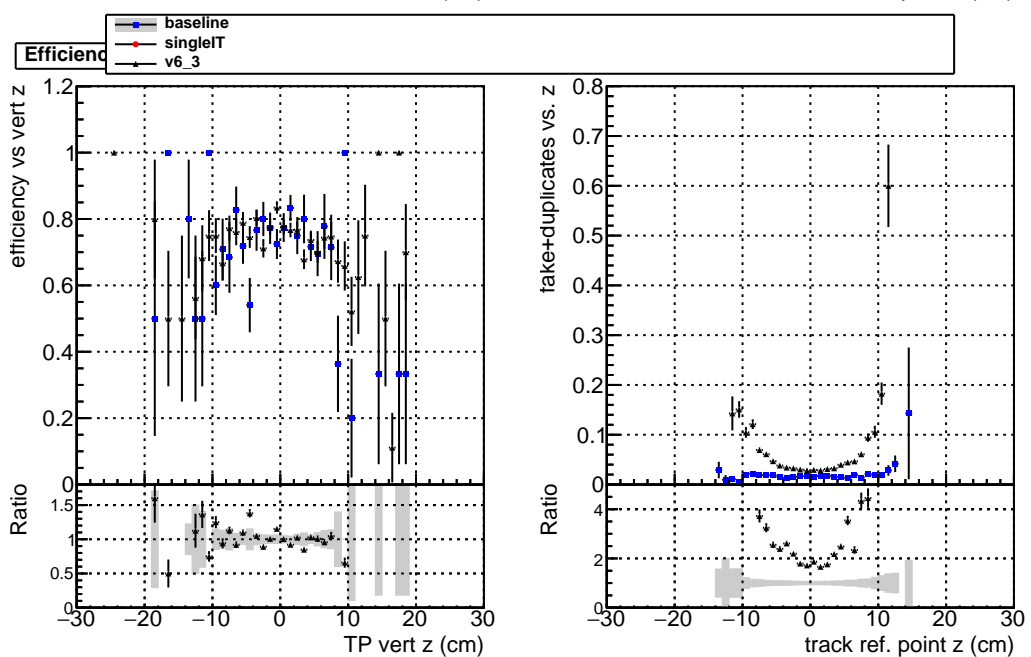 baseline
singleIT
v6_3
Efficienc
efficiency vs vert z
1.2
1
0.8
0.6
0.4
0.2
0
Ratio
1.5
1
0.5
0
−30 −20 −10 0 10 20 30
TP vert z (cm)
fake+duplicates vs. z
0.8
0.7
0.6
0.5
0.4
0.3
0.2
0.1
0
Ratio
4
2
0
−30 −20 −10 0 10 20 30
track ref. point z (cm)